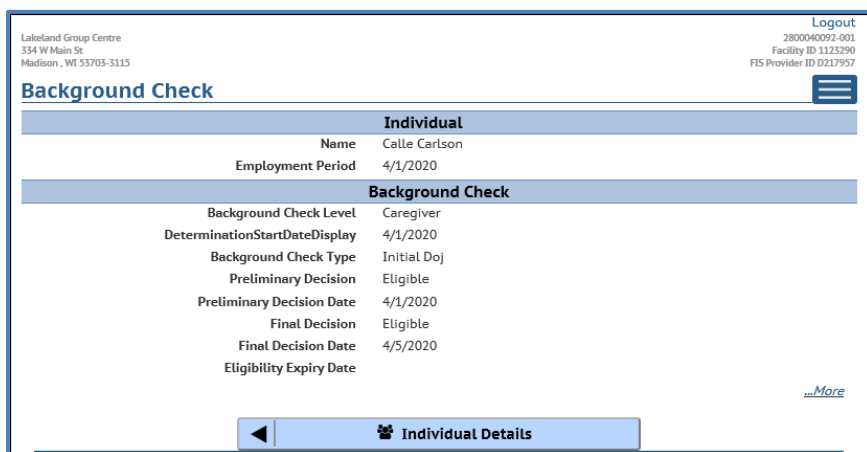 Logout
Lakeland Group Centre
334 W Main St
Madison , WI 53703-3115
2800040092-001
Facility ID 1123290
FIS Provider ID D217957
Background Check
Individual
Name Calle Carlson
Employment Period 4/1/2020
Background Check
Background Check Level Caregiver
DeterminationStartDateDisplay 4/1/2020
Background Check Type Initial Doj
Preliminary Decision Eligible
Preliminary Decision Date 4/1/2020
Final Decision Eligible
Final Decision Date 4/5/2020
Eligibility Expiry Date
...More
Individual Details